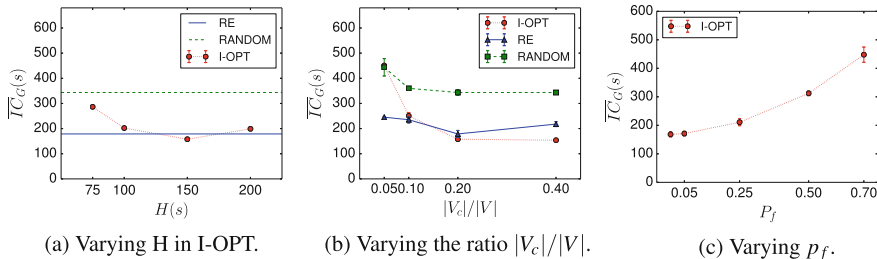 600
500
400
300
200
100
0
75
100
150
200
RE
RANDOM
I-OPT
IC_G(s)
H(s)
(a) Varying H in I-OPT.
600
500
400
300
200
100
0
0.05
0.10
0.20
0.40
I-OPT
RE
RANDOM
IC_G(s)
|V_c|/|V|
(b) Varying the ratio |V_c|/|V|.
600
500
400
300
200
100
0
0.05
0.25
0.50
0.70
I-OPT
IC_G(s)
P_f
(c) Varying p_f.